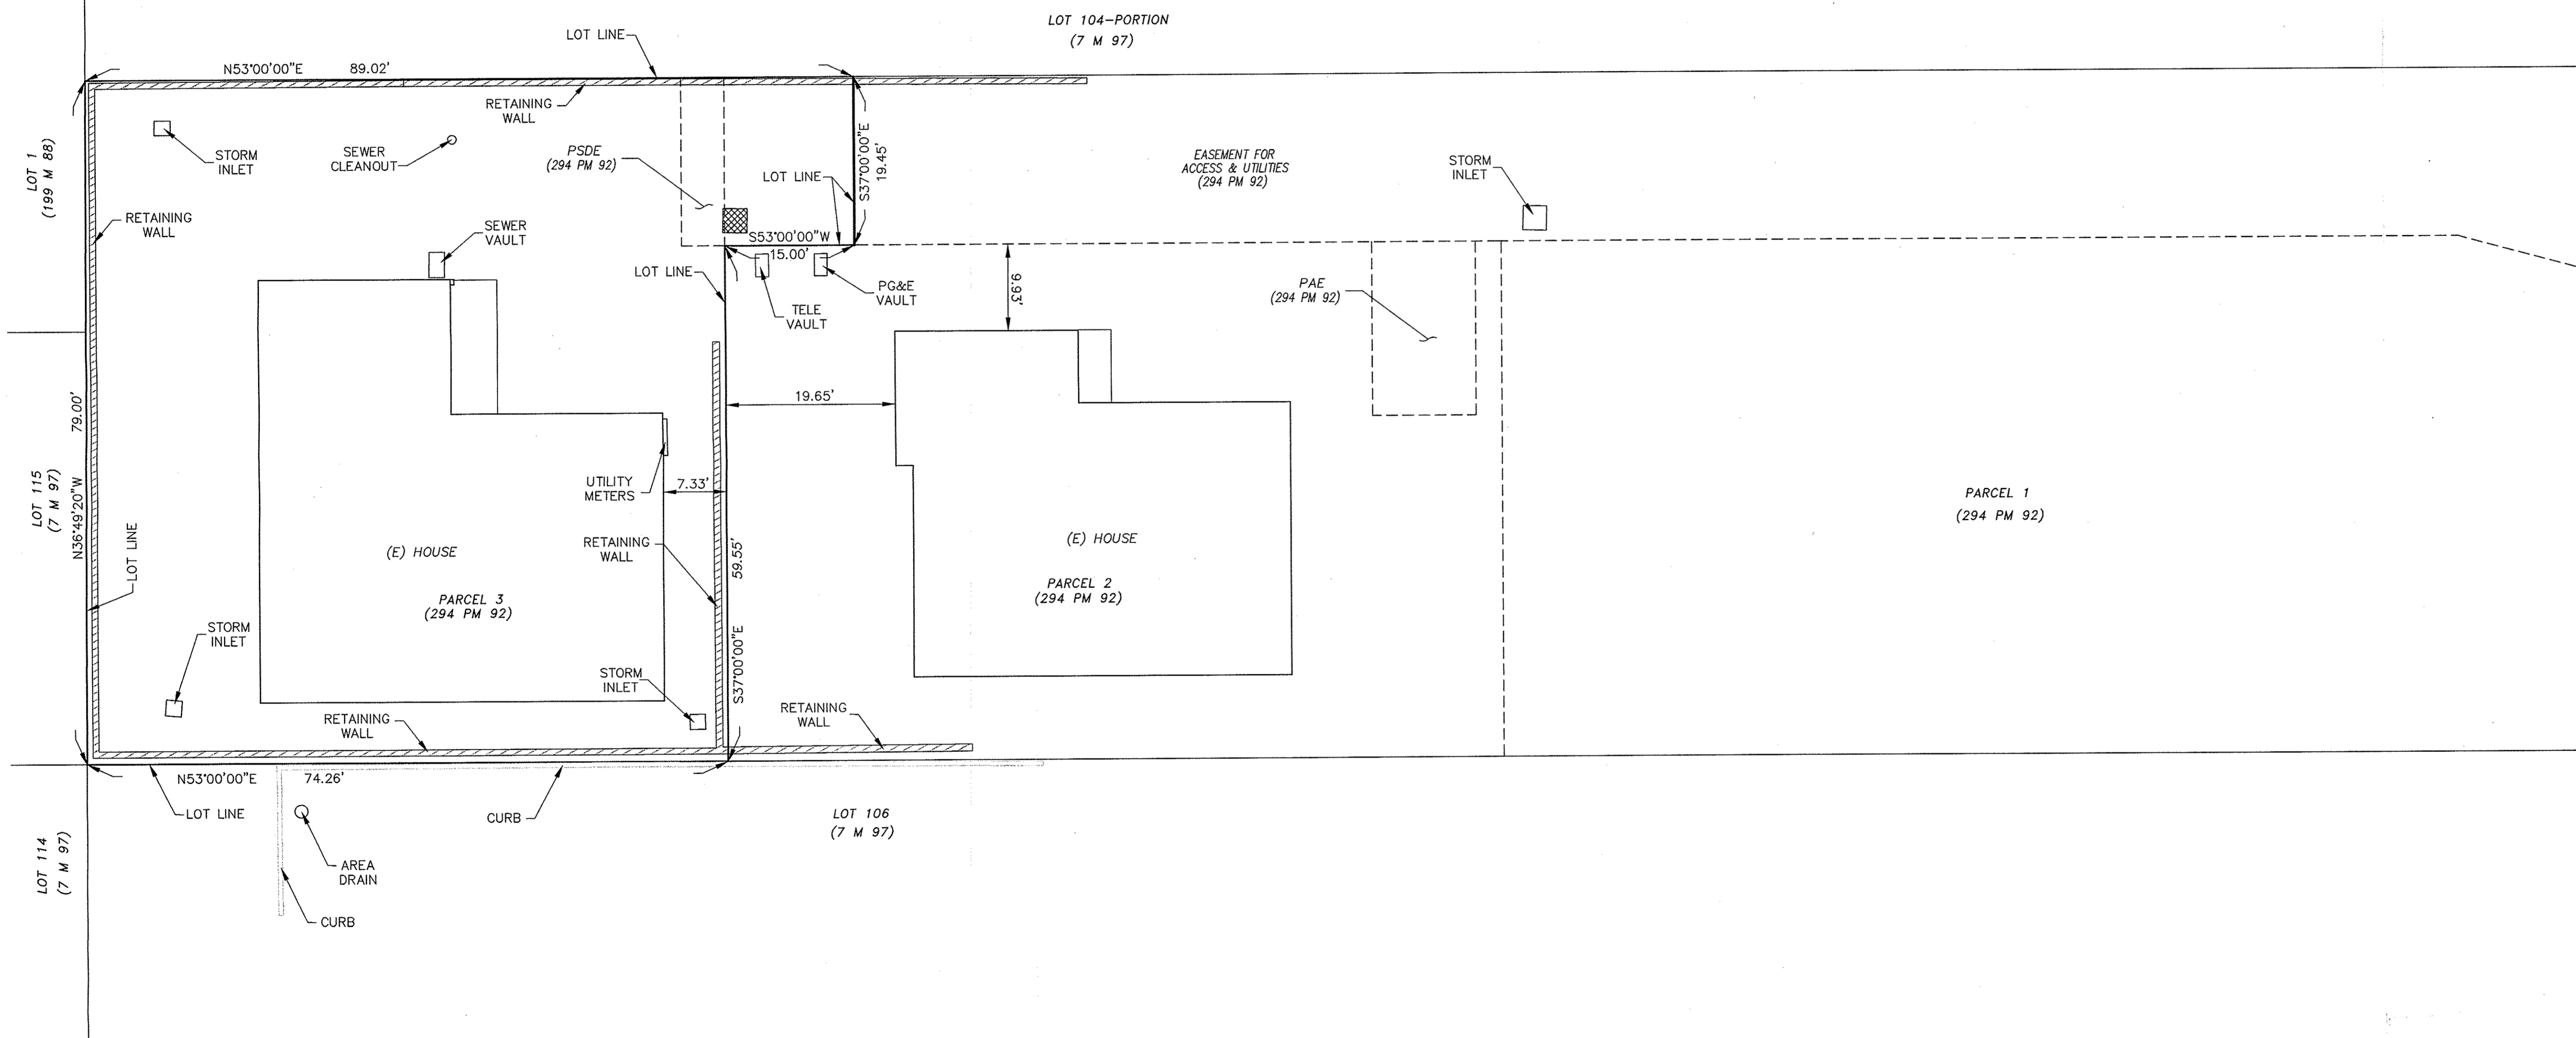 LOT 104-PORTION
(7 M 97)
LOT LINE
N53°00'00"E 89.02'
RETAINING
WALL
LOT 1
(199 M 88)
STORM
INLET
SEWER
CLEANOUT
PSDE
(294 PM 92)
LOT LINE
S37°00'00"E
19.45'
EASEMENT FOR
ACCESS & UTILITIES
(294 PM 92)
STORM
INLET
RETAINING
WALL
SEWER
VAULT
S53°00'00"W
15.00'
LOT LINE
TELE
VAULT
PG&E
VAULT
9.93'
PAE
(294 PM 92)
79.00'
N36°49'20"W
19.65'
LOT 115
(7 M 97)
LOT LINE
UTILITY
METERS
7.33'
RETAINING
WALL
59.55'
S37°00'00"E
(E) HOUSE
PARCEL 3
(294 PM 92)
(E) HOUSE
PARCEL 2
(294 PM 92)
PARCEL 1
(294 PM 92)
STORM
INLET
STORM
INLET
RETAINING
WALL
RETAINING
WALL
N53°00'00"E 74.26'
LOT LINE
CURB
LOT 106
(7 M 97)
LOT 114
(7 M 97)
AREA
DRAIN
CURB